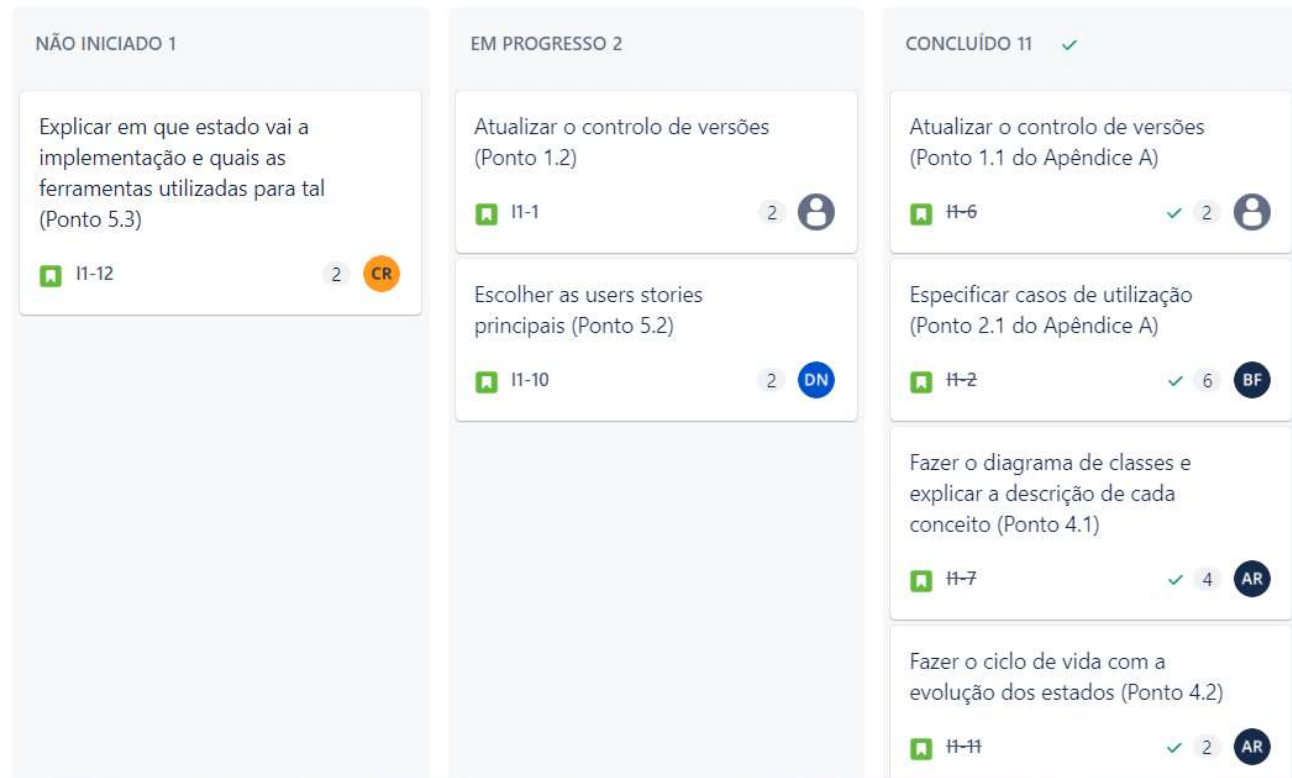 NÃO INICIADO 1
Explicar em que estado vai a
implementação e quais as
ferramentas utilizadas para tal
(Ponto 5.3)
I1-12 2 CR
EM PROGRESSO 2
Atualizar o controlo de versões
(Ponto 1.2)
I1-1 2
Escolher as users stories
principais (Ponto 5.2)
I1-10 2 DN
CONCLUÍDO 11
Atualizar o controlo de versões
(Ponto 1.1 do Apêndice A)
I1-6 2
Especificar casos de utilização
(Ponto 2.1 do Apêndice A)
I1-2 6 BF
Fazer o diagrama de classes e
explicar a descrição de cada
conceito (Ponto 4.1)
I1-7 4 AR
Fazer o ciclo de vida com a
evolução dos estados (Ponto 4.2)
I1-11 2 AR